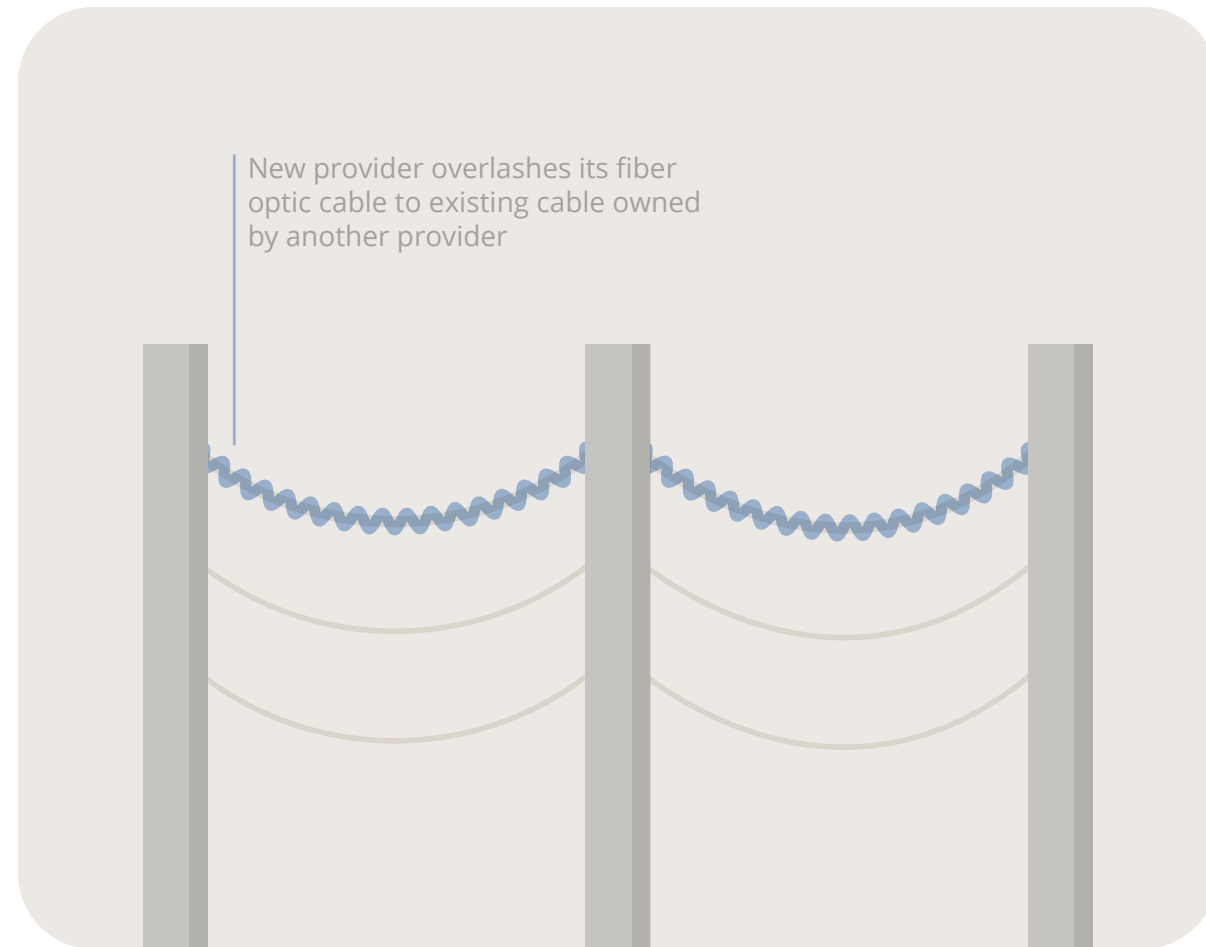 New provider overlashes its fiber
optic cable to existing cable owned
by another provider